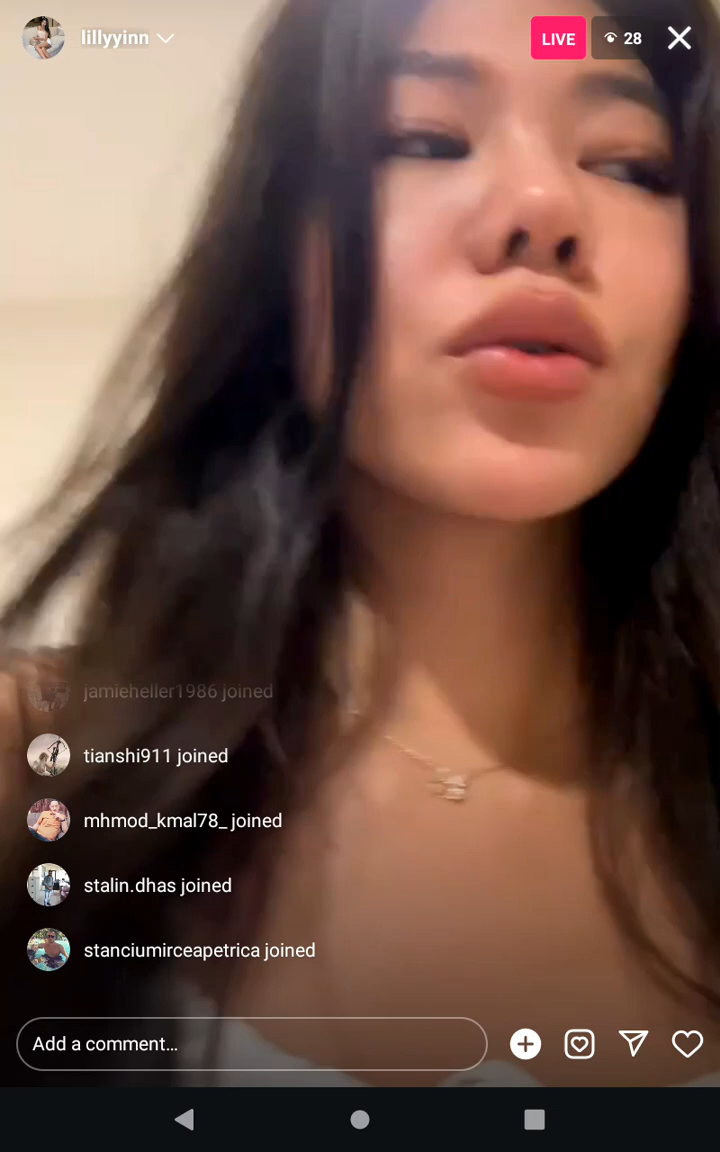 lillyyinn
LIVE
28
jamieheller1986 joined
tianshi911 joined
mhmod_kmal78_ joined
stalin.dhas joined
stanciumirceapetrica joined
Add a comment...